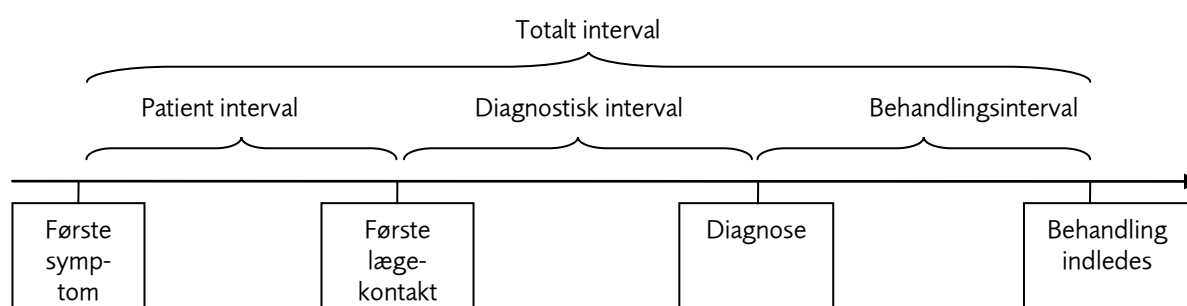 Totalt interval
Patient interval
Diagnostisk interval
Behandlingsinterval
Første
symp-
tom
Første
læge-
kontakt
Diagnose
Behandling
indledes